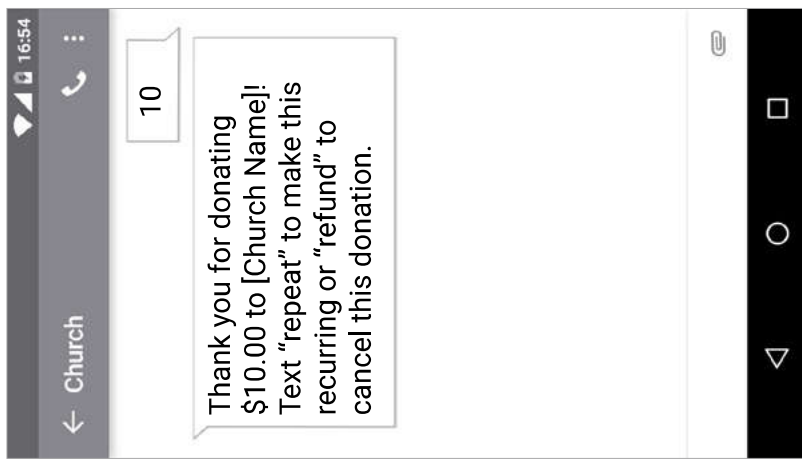 16:54
Church
10
Thank you for donating
$10.00 to [Church Name]!
Text “repeat” to make this
recurring or “refund” to
cancel this donation.